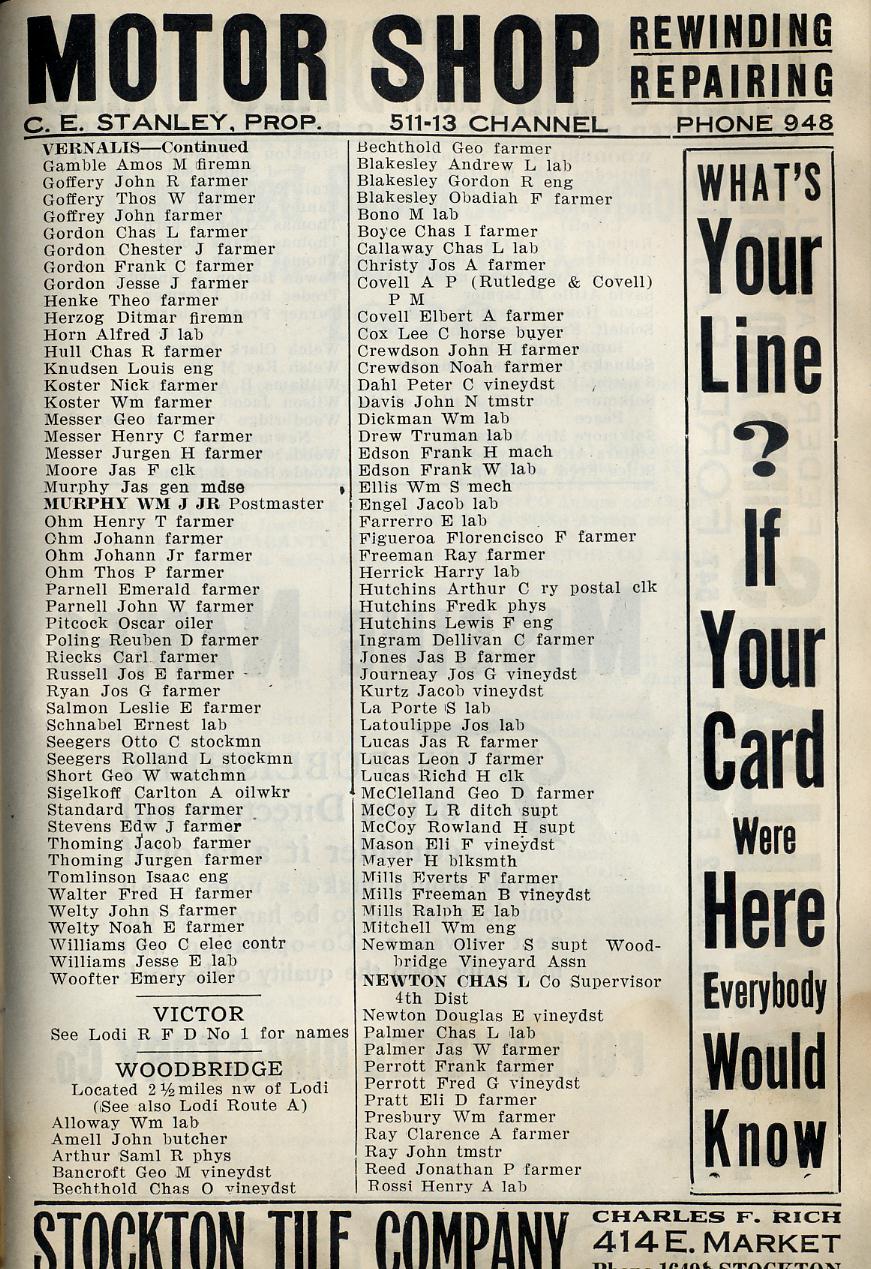 MOTOR SHOP
REWINDING
REPAIRING
C. E. STANLEY, PROP. 511-13 CHANNEL PHONE 948
VERNALIS—Continued
Gamble Amos M firemn
Goffery John R farmer
Goffery Thos W farmer
Goffrey John farmer
Gordon Chas L farmer
Gordon Chester J farmer
Gordon Frank C farmer
Gordon Jesse J farmer
Henke Theo farmer
Herzog Ditmar firemn
Horn Alfred J lab
Hull Chas R farmer
Knudsen Louis eng
Koster Nick farmer
Koster Wm farmer
Messer Geo farmer
Messer Henry C farmer
Messer Jurgen H farmer
Moore Jas F clk
Murphy Jas gen mdse
MURPHY WM J JR Postmaster
Ohm Henry T farmer
Ohm Johann farmer
Ohm Johann Jr farmer
Ohm Thos P farmer
Parnell Emerald farmer
Parnell John W farmer
Pitcock Oscar oiler
Poling Reuben D farmer
Riecks Carl farmer
Russell Jos E farmer
Ryan Jos G farmer
Salmon Leslie E farmer
Schnabel Ernest lab
Seegers Otto C stockmn
Seegers Rolland L stockmn
Short Geo W watchmn
Sigelkoff Carlton A oilwkr
Standard Thos farmer
Stevens Edw J farmer
Thoming Jacob farmer
Thoming Jurgen farmer
Tomlinson Isaac eng
Walter Fred H farmer
Welty John S farmer
Welty Noah E farmer
Williams Geo C elec contr
Williams Jesse E lab
Woofter Emery oiler
VICTOR
See Lodi R F D No 1 for names
WOODBRIDGE
Located 2½ miles nw of Lodi
(See also Lodi Route A)
Alloway Wm lab
Amell John butcher
Arthur Saml R phys
Bancroft Geo M vineydst
Bechthold Chas O vineydst
Bechthold Geo farmer
Blakesley Andrew L lab
Blakesley Gordon R eng
Blakesley Obadiah F farmer
Bono M lab
Boyce Chas I farmer
Callaway Chas L lab
Christy Jos A farmer
Covell A P (Rutledge & Covell)
P M
Covell Elbert A farmer
Cox Lee C horse buyer
Crewdson John H farmer
Crewdson Noah farmer
Dahl Peter C vineydst
Davis John N tmstr
Dickman Wm lab
Drew Truman lab
Edson Frank H mach
Edson Frank W lab
Ellis Wm S mech
Engel Jacob lab
Farrerro E lab
Figueroa Florencisco F farmer
Freeman Ray farmer
Herrick Harry lab
Hutchins Arthur C ry postal clk
Hutchins Fredk phys
Hutchins Lewis F eng
Ingram Dellivan C farmer
Jones Jas B farmer
Journeay Jos G vineydst
Kurtz Jacob vineydst
La Porte S lab
Latoulippe Jos lab
Lucas Jas R farmer
Lucas Leon J farmer
Lucas Richd H clk
McClelland Geo D farmer
McCoy L R ditch supt
McCoy Rowland H supt
Mason Eli F vineydst
Mayer H blksmth
Mills Everts F farmer
Mills Freeman B vineydst
Mills Ralph E lab
Mitchell Wm eng
Newman Oliver S supt Wood-
bridge Vineyard Assn
NEWTON CHAS L Co Supervisor
4th Dist
Newton Douglas E vineydst
Palmer Chas L lab
Palmer Jas W farmer
Perrott Frank farmer
Perrott Fred G vineydst
Pratt Eli D farmer
Presbury Wm farmer
Ray Clarence A farmer
Ray John tmstr
Reed Jonathan P farmer
Rossi Henry A lab
WHAT'S
Your
Line
?
If
Your
Card
Were
Here
Everybody
Would
Know
STOCKTON TILE COMPANY
CHARLES F. RICH
414 E. MARKET
Phone STOCKTON